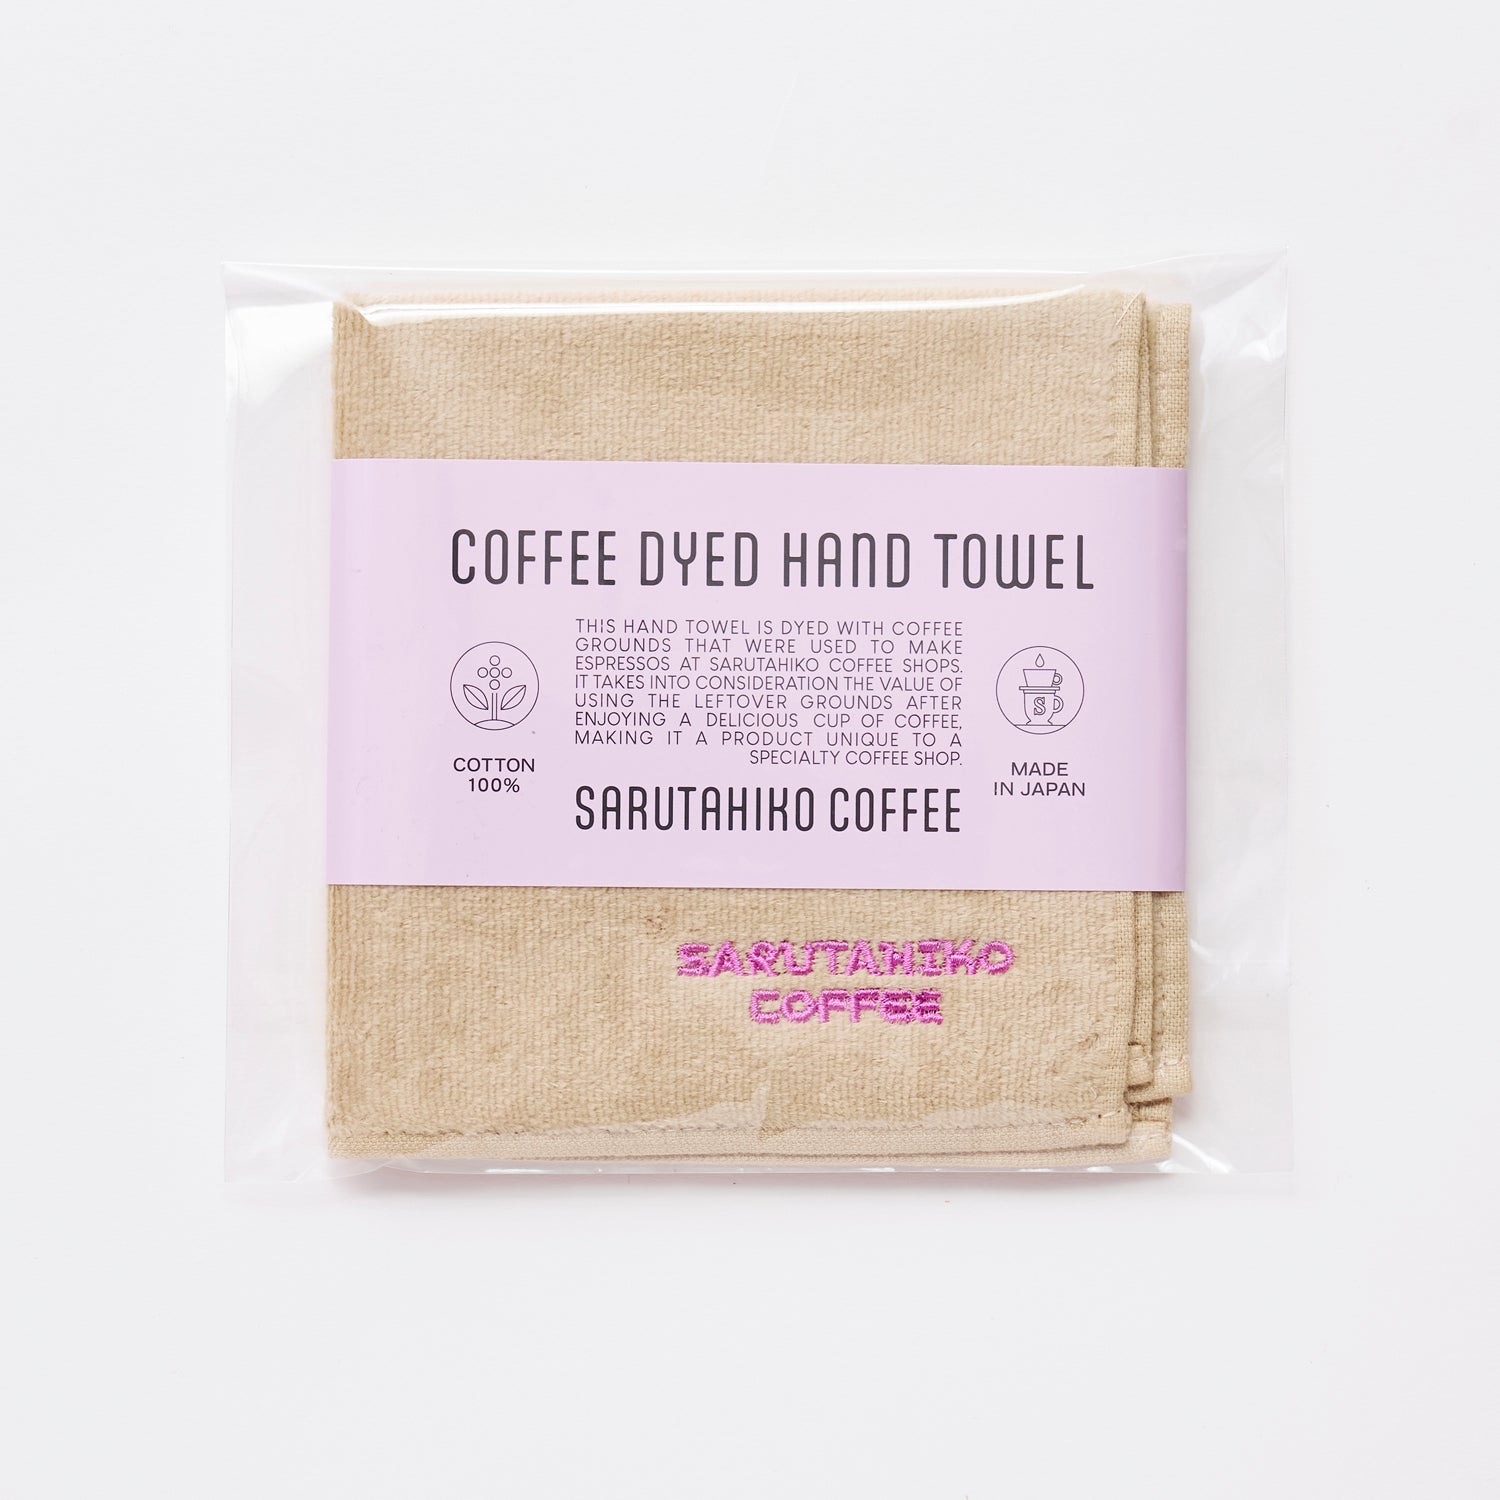 COFFEE DYED HAND TOWEL
THIS HAND TOWEL IS DYED WITH COFFEE
GROUNDS THAT WERE USED TO MAKE
ESPRESSOS AT SARUTAHIKO COFFEE SHOPS.
IT TAKES INTO CONSIDERATION THE VALUE OF
USING THE LEFTOVER GROUNDS AFTER
ENJOYING A DELICIOUS CUP OF COFFEE,
MAKING IT A PRODUCT UNIQUE TO A
SPECIALTY COFFEE SHOP.
COTTON
100%
S
MADE
IN JAPAN
SARUTAHIKO COFFEE
SARUTAHIKO
COFFEE